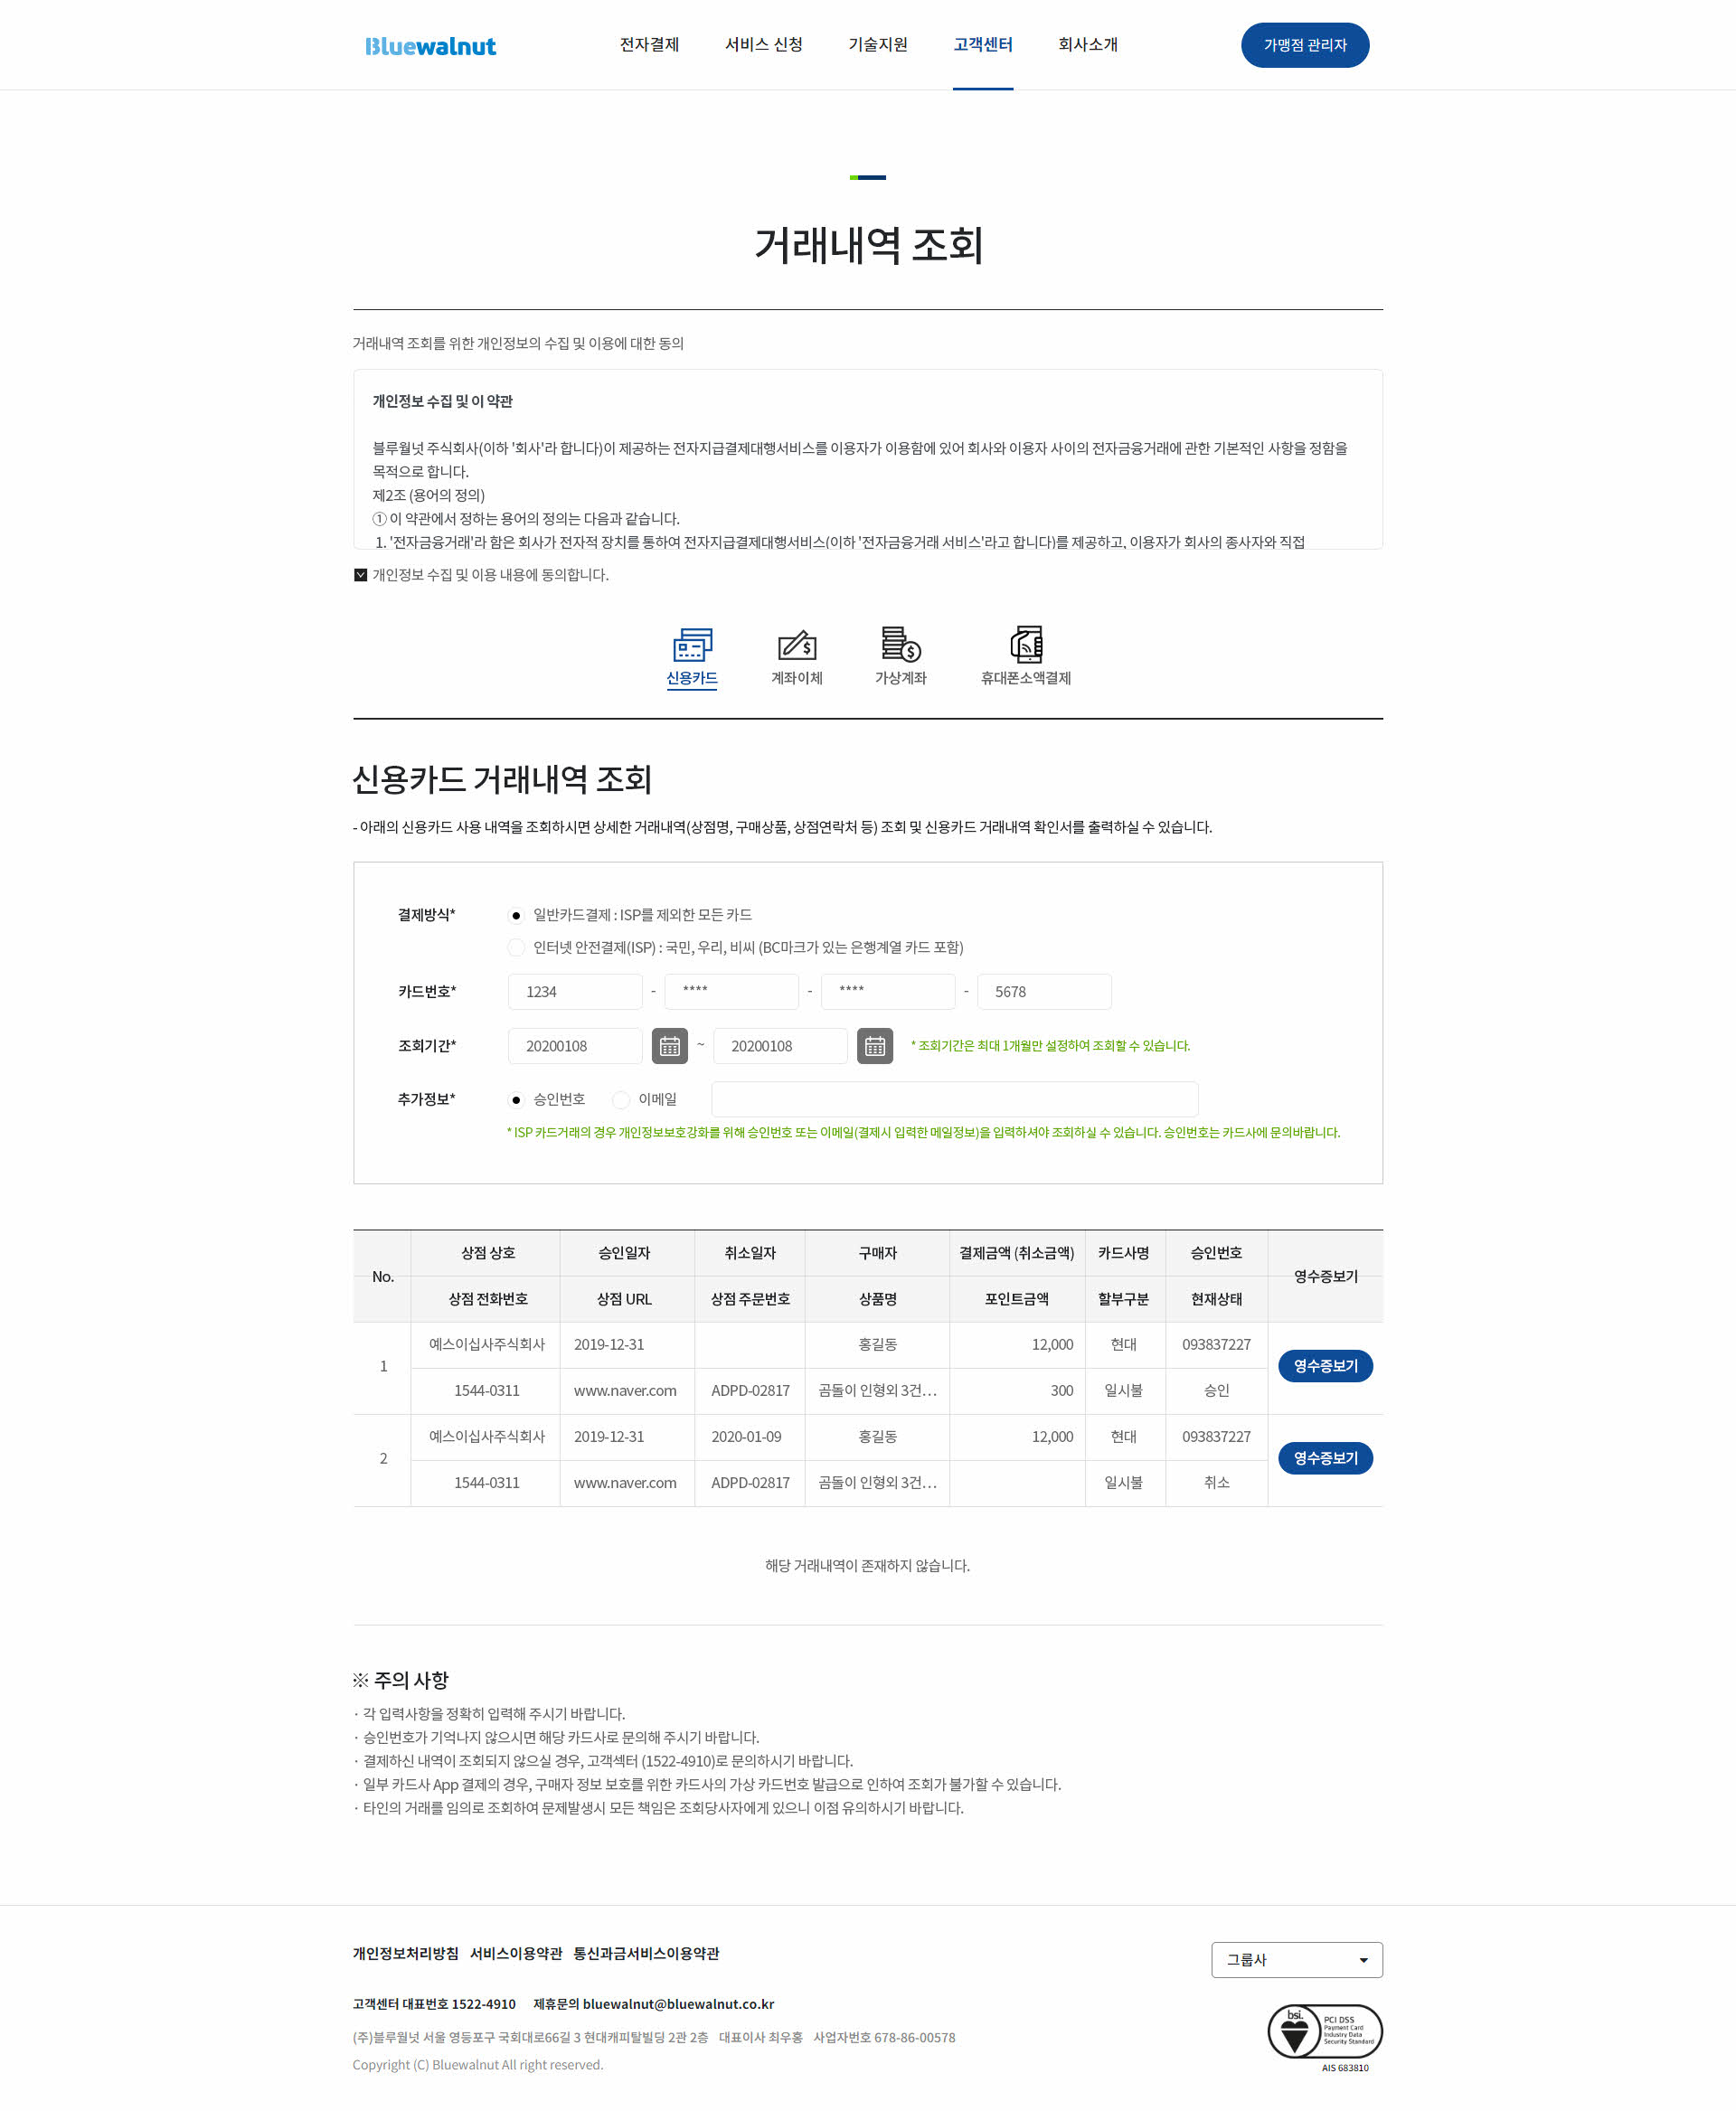 Bluewalnut
전자결제 서비스 신청 기술지원 고객센터 회사소개
가맹점 관리자
거래내역 조회
거래내역 조회를 위한 개인정보의 수집 및 이용에 대한 동의
개인정보 수집 및 이 약관
블루월넛 주식회사(이하 '회사'라 합니다)이 제공하는 전자지급결제대행서비스를 이용자가 이용함에 있어 회사와 이용자 사이의 전자금융거래에 관한 기본적인 사항을 정함을
목적으로 합니다.
제2조 (용어의 정의)
① 이 약관에서 정하는 용어의 정의는 다음과 같습니다.
1. '전자금융거래'라 함은 회사가 전자적 장치를 통하여 전자지급결제대행서비스(이하 '전자금융거래 서비스'라고 합니다)를 제공하고, 이용자가 회사의 종사자와 직접
개인정보 수집 및 이용 내용에 동의합니다.
신용카드 계좌이체 가상계좌 휴대폰소액결제
신용카드 거래내역 조회
- 아래의 신용카드 사용 내역을 조회하시면 상세한 거래내역(상점명, 구매상품, 상점연락처 등) 조회 및 신용카드 거래내역 확인서를 출력하실 수 있습니다.
결제방식* 일반카드결제 : ISP를 제외한 모든 카드
인터넷 안전결제(ISP) : 국민, 우리, 비씨 (BC마크가 있는 은행계열 카드 포함)
카드번호* 1234 - **** - **** - 5678
조회기간* 20200108 ~ 20200108 * 조회기간은 최대 1개월만 설정하여 조회할 수 있습니다.
추가정보* 승인번호 이메일
* ISP 카드거래의 경우 개인정보보호강화를 위해 승인번호 또는 이메일(결제시 입력한 메일정보)을 입력하셔야 조회하실 수 있습니다. 승인번호는 카드사에 문의바랍니다.
No. 상점 상호 승인일자 취소일자 구매자 결제금액 (취소금액) 카드사명 승인번호 영수증보기
상점 전화번호 상점 URL 상점 주문번호 상품명 포인트금액 할부구분 현재상태
1 예스이십사주식회사 2019-12-31 홍길동 12,000 현대 093837227 영수증보기
1544-0311 www.naver.com ADPD-02817 곰돌이 인형외 3건... 300 일시불 승인
2 예스이십사주식회사 2019-12-31 2020-01-09 홍길동 12,000 현대 093837227 영수증보기
1544-0311 www.naver.com ADPD-02817 곰돌이 인형외 3건... 일시불 취소
해당 거래내역이 존재하지 않습니다.
※ 주의 사항
· 각 입력사항을 정확히 입력해 주시기 바랍니다.
· 승인번호가 기억나지 않으시면 해당 카드사로 문의해 주시기 바랍니다.
· 결제하신 내역이 조회되지 않으실 경우, 고객섹터 (1522-4910)로 문의하시기 바랍니다.
· 일부 카드사 App 결제의 경우, 구매자 정보 보호를 위한 카드사의 가상 카드번호 발급으로 인하여 조회가 불가할 수 있습니다.
· 타인의 거래를 임의로 조회하여 문제발생시 모든 책임은 조회당사자에게 있으니 이점 유의하시기 바랍니다.
개인정보처리방침 서비스이용약관 통신과금서비스이용약관
그룹사
고객센터 대표번호 1522-4910 제휴문의 bluewalnut@bluewalnut.co.kr
(주)블루월넛 서울 영등포구 국회대로66길 3 현대캐피탈빌딩 2관 2층 대표이사 최우홍 사업자번호 678-86-00578
Copyright (C) Bluewalnut All right reserved.
bsi.
PCI DSS
Payment Card
Industry Data
Security Standard
AIS 683810